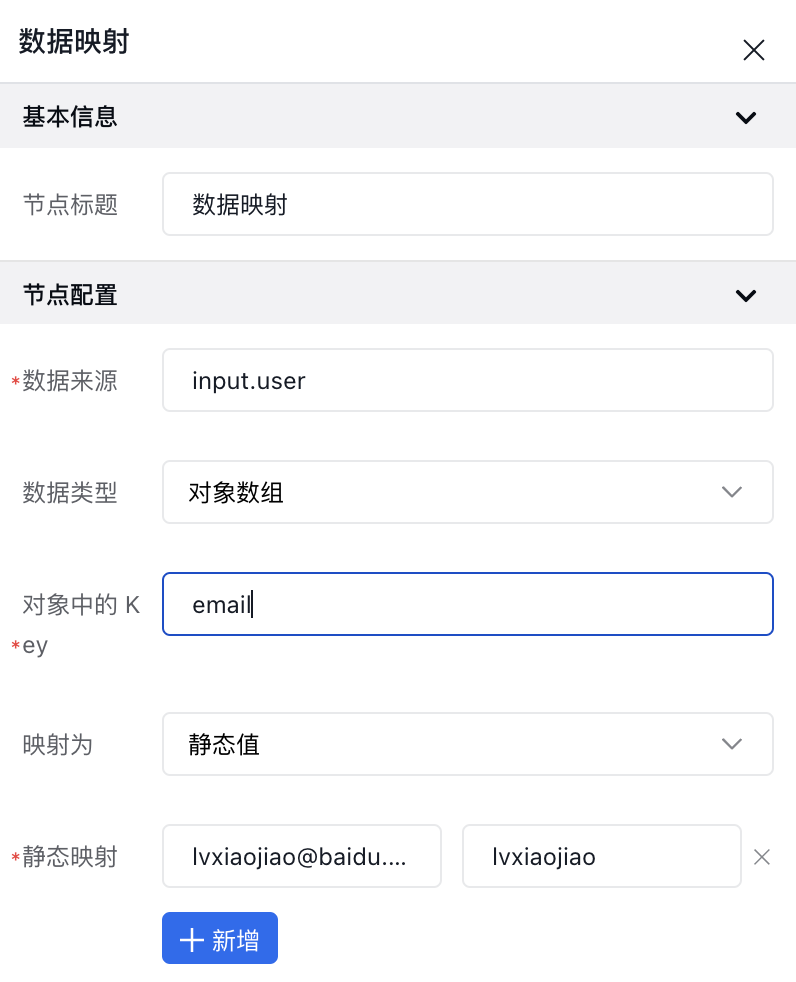 数据映射
基本信息
节点标题 数据映射
节点配置
*数据来源 input.user
数据类型 对象数组
对象中的 K
*ey
email
映射为 静态值
*静态映射 lvxiaojiao@baidu.... lvxiaojiao
新增